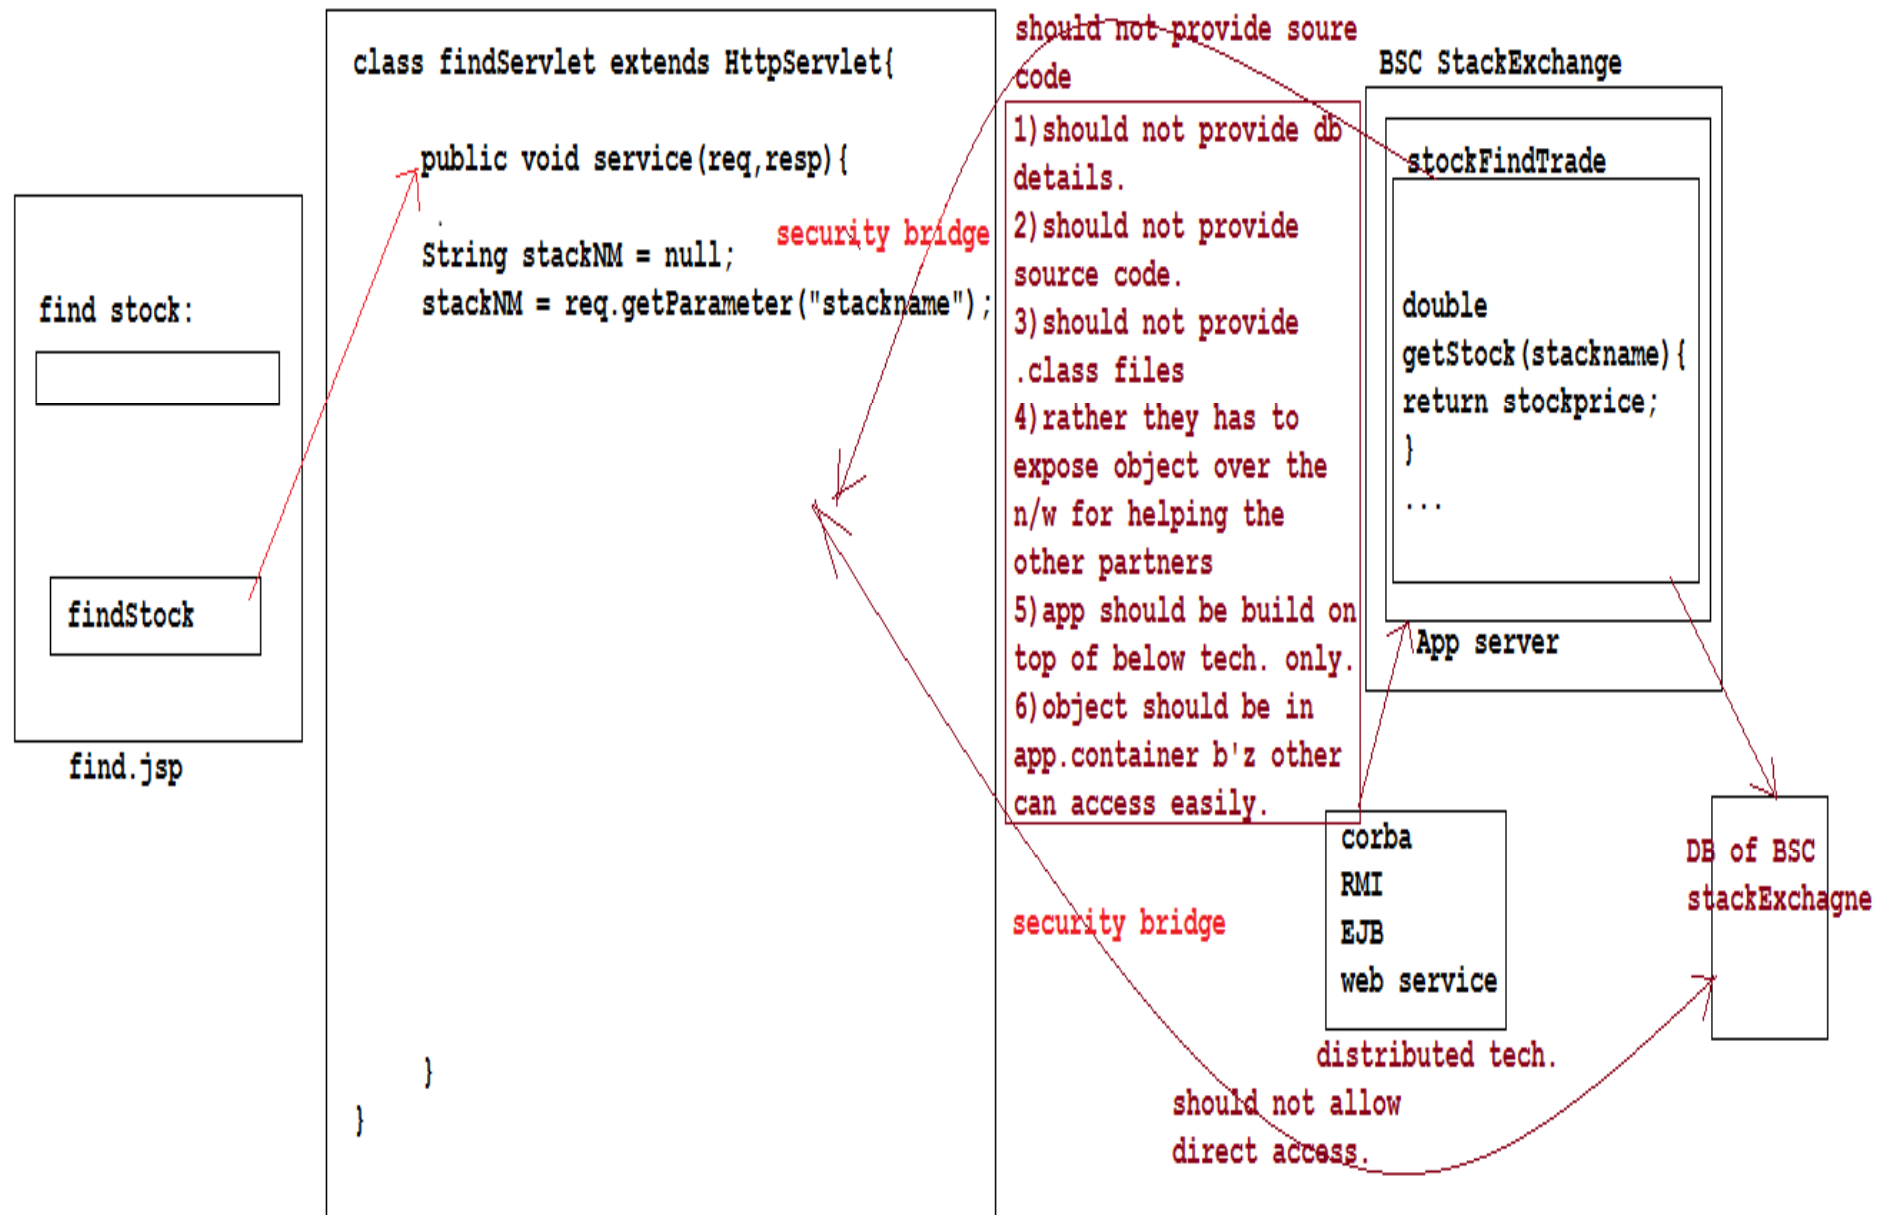 find stock:
findStock
find.jsp
class findServlet extends HttpServlet{
public void service(req,resp){
String stackNM = null;
stackNM = req.getParameter("stackname");
}
}
security bridge
should not provide soure
code
1)should not provide db
details.
2)should not provide
source code.
3)should not provide
.class files
4)rather they has to
expose object over the
n/w for helping the
other partners
5)app should be build on
top of below tech. only.
6)object should be in
app.container b'z other
can access easily.
security bridge
BSC StackExchange
stockFindTrade
double
getStock(stackname){
return stockprice;
}
...
App server
corba
RMI
EJB
web service
distributed tech.
should not allow
direct access.
DB of BSC
stackExchagne